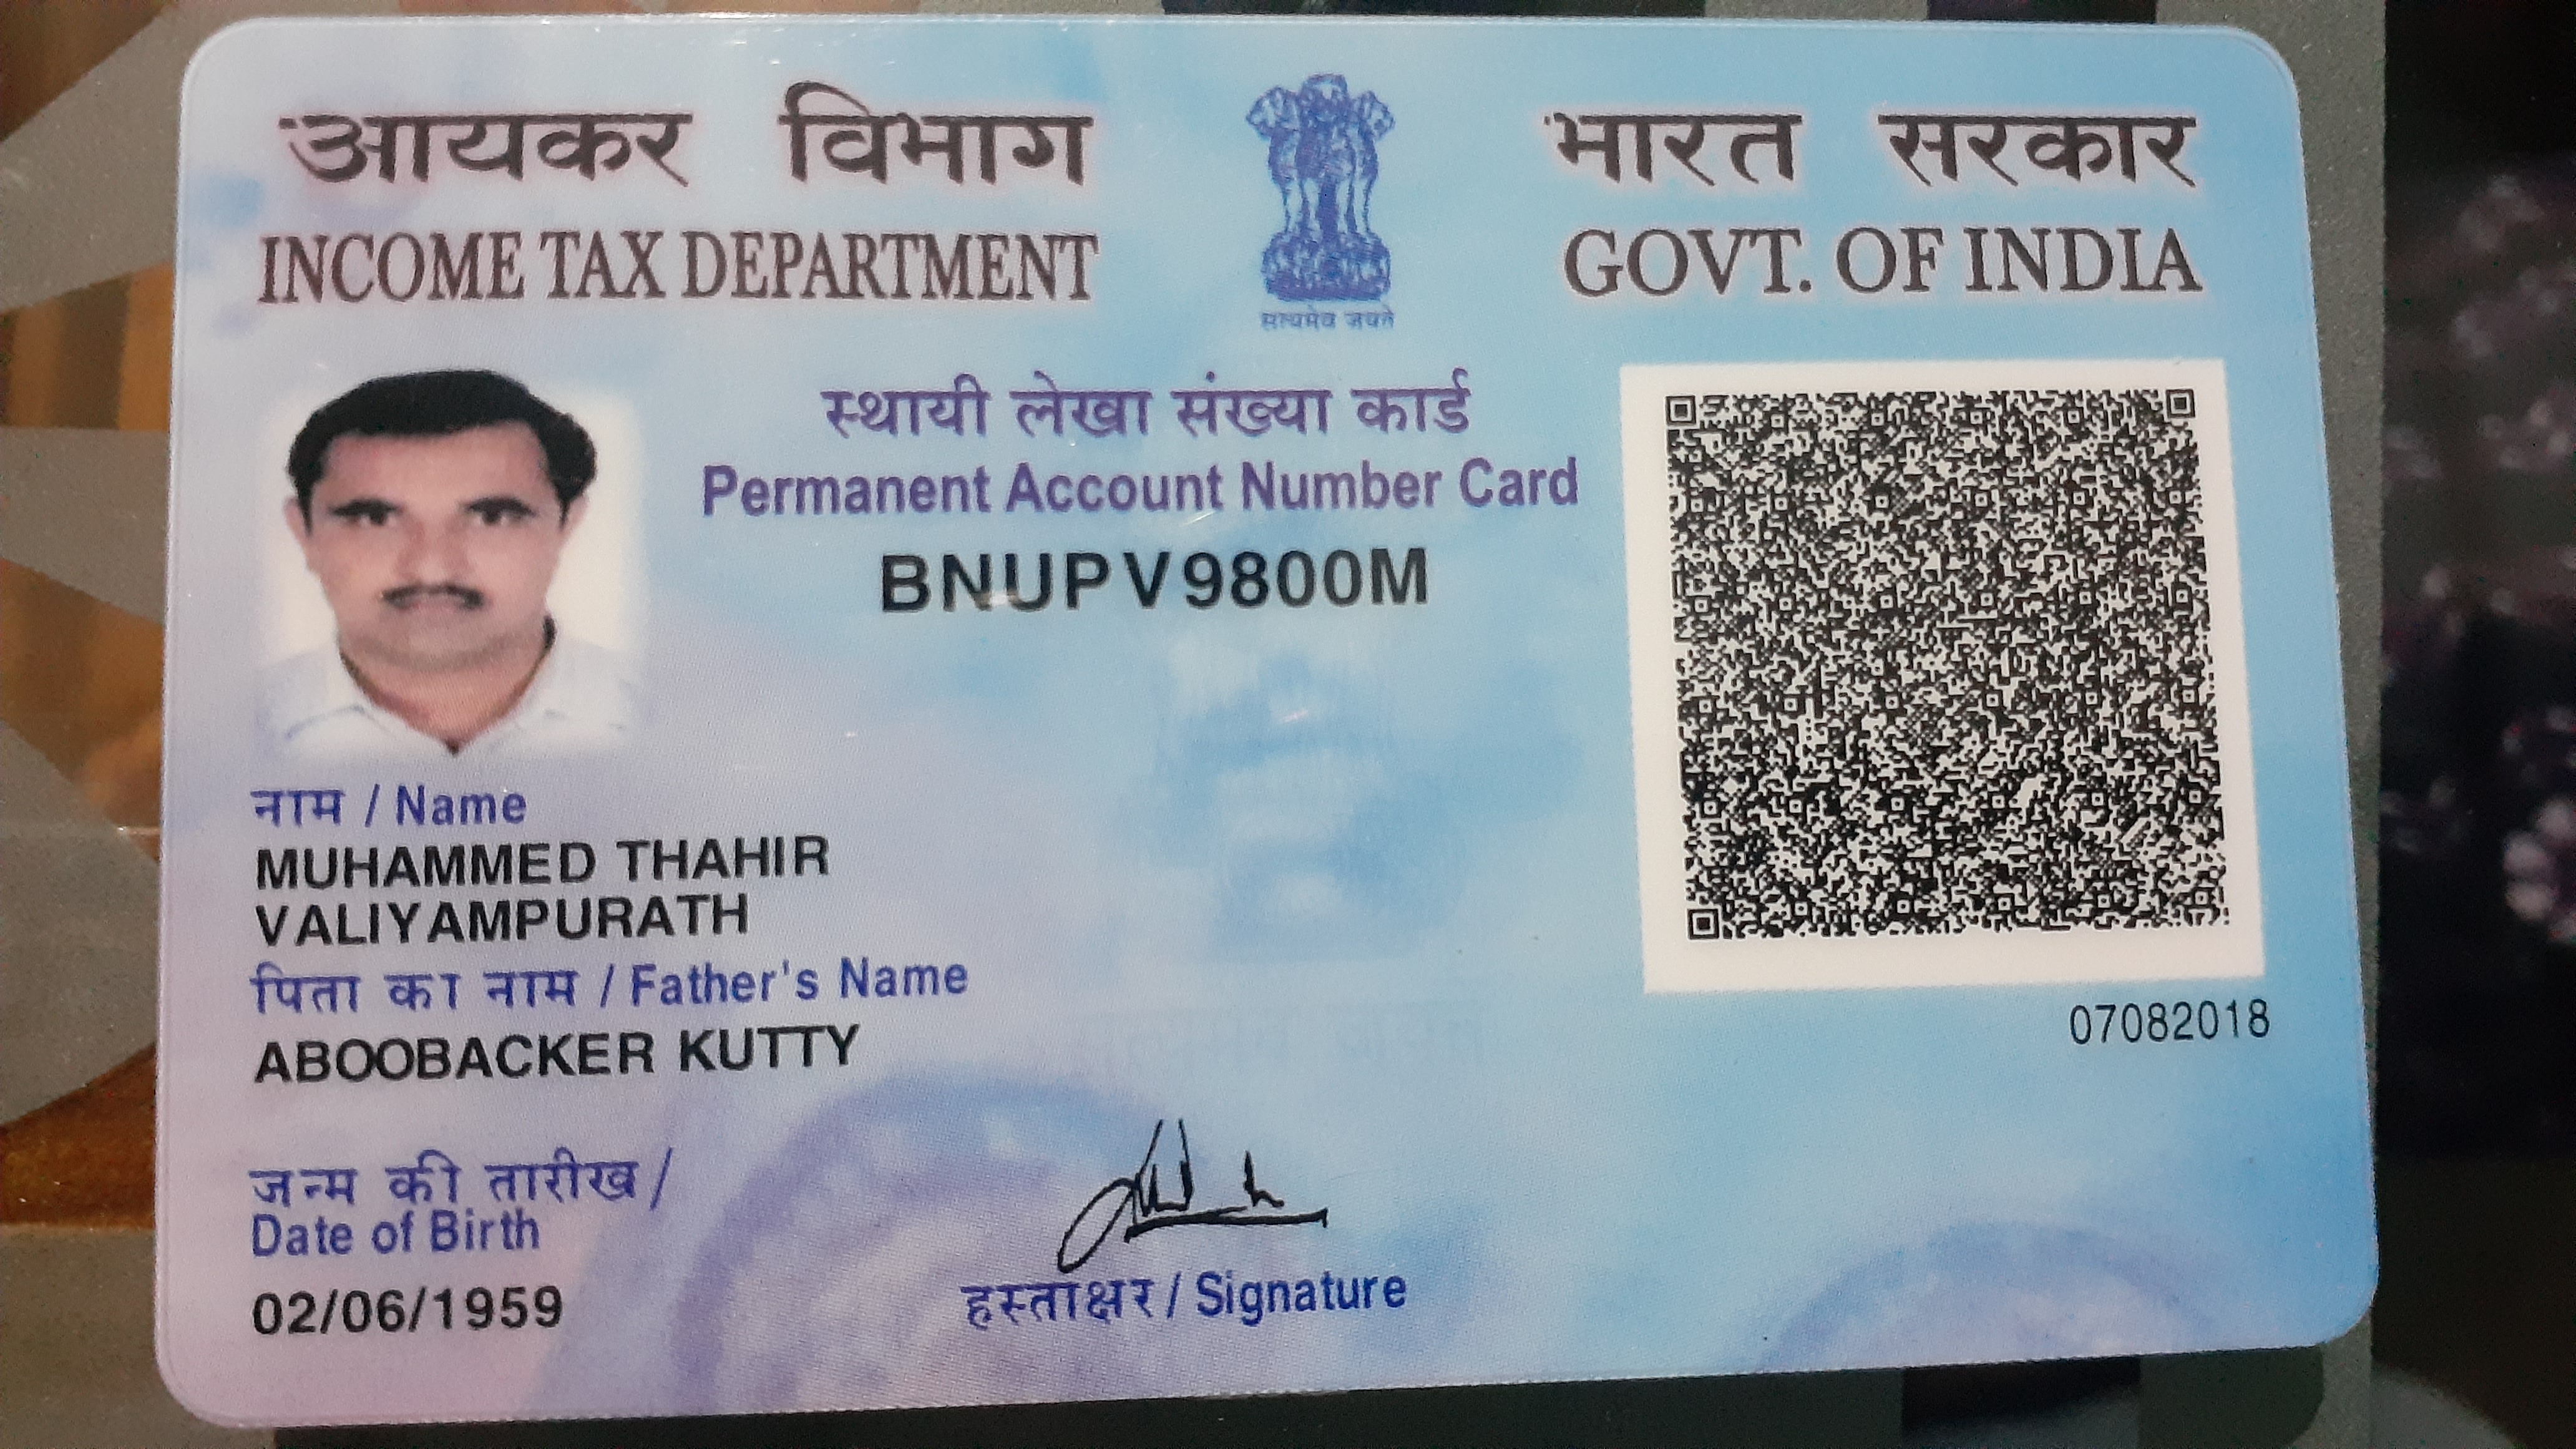 आयकर विभाग
INCOME TAX DEPARTMENT
सत्यमेव जयते
भारत सरकार
GOVT. OF INDIA
स्थायी लेखा संख्या कार्ड
Permanent Account Number Card
BNUPV9800M
नाम / Name
MUHAMMED THAHIR
VALIYAMPURATH
पिता का नाम / Father's Name
ABOOBACKER KUTTY
जन्म की तारीख /
Date of Birth
02/06/1959
हस्ताक्षर / Signature
07082018